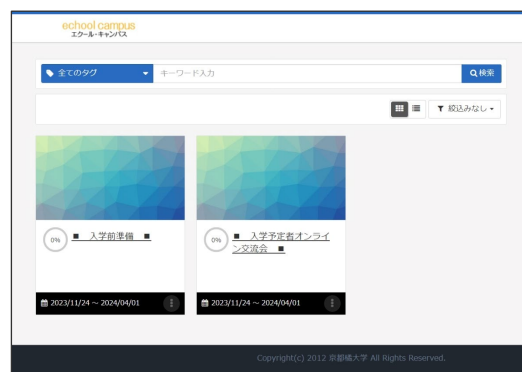 echool campus
エクール・キャンパス
全てのタグ
キーワード入力
検索
絞込みなし
0%
■ 入学前準備 ■
0%
■ 入学予定者オンライ
ン交流会 ■
2023/11/24 ～ 2024/04/01
2023/11/24 ～ 2024/04/01
Copyright(c) 2012 京都橘大学 All Rights Reserved.